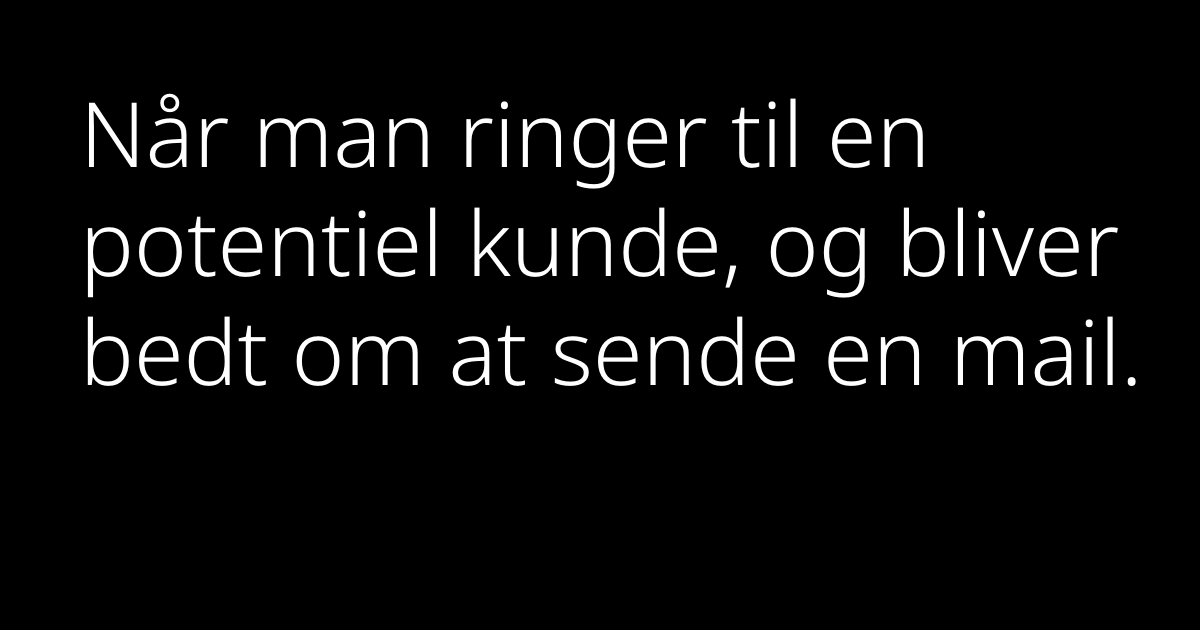 Når man ringer til en
potentiel kunde, og bliver
bedt om at sende en mail.